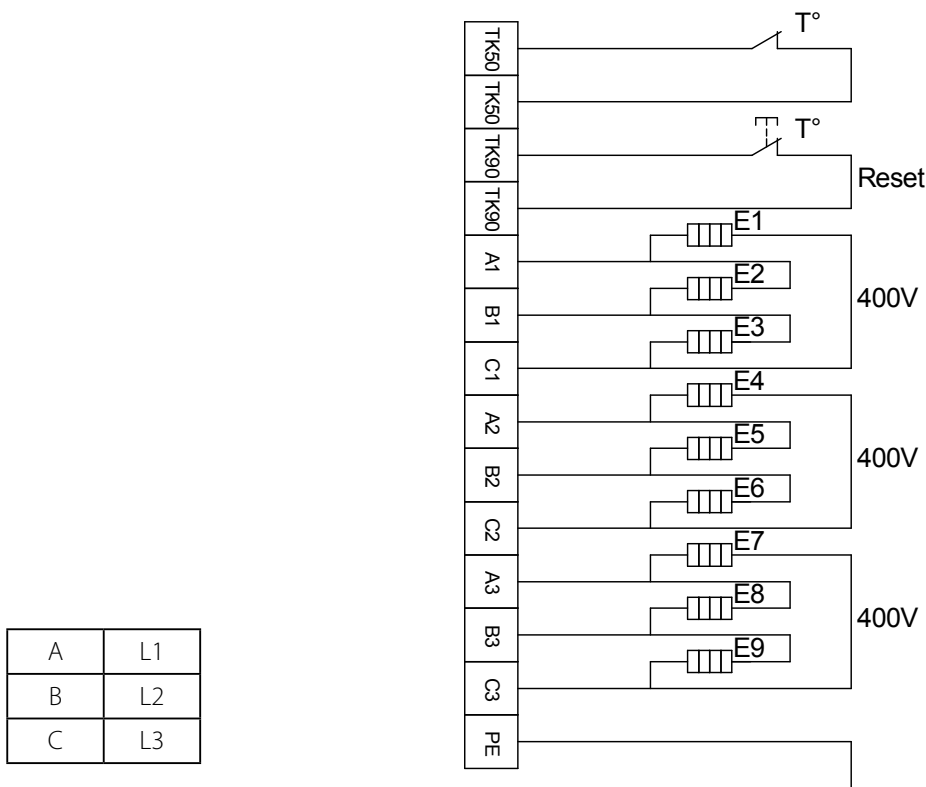 TK50
T°
TK50
TK90
T°
Reset
TK90
E1
A1
E2
400V
B1
E3
C1
E4
A2
E5
400V
B2
E6
C2
E7
A3
E8
400V
B3
E9
C3
PE
A L1
B L2
C L3